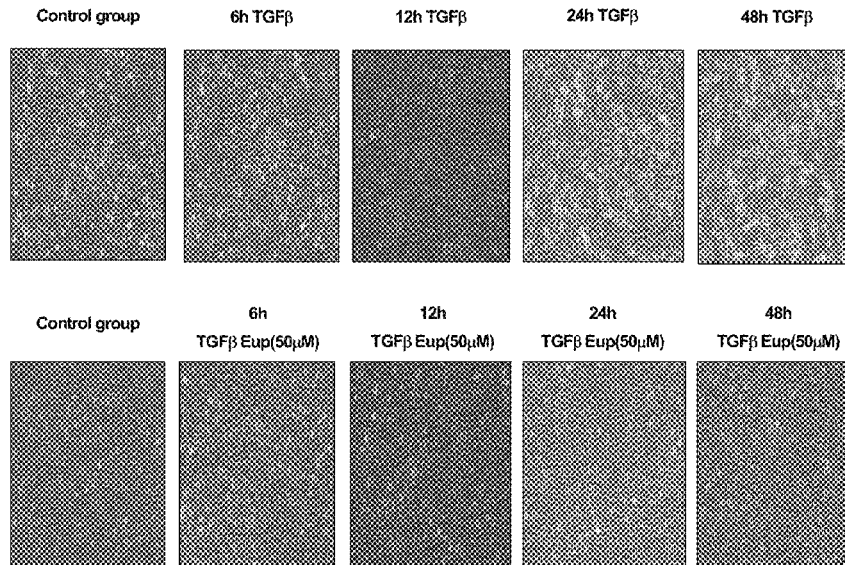 Control group 6h TGFβ 12h TGFβ 24h TGFβ 48h TGFβ
Control group 6h 12h 24h 48h
TGFβ Eup(50μM) TGFβ Eup(50μM) TGFβ Eup(50μM) TGFβ Eup(50μM)